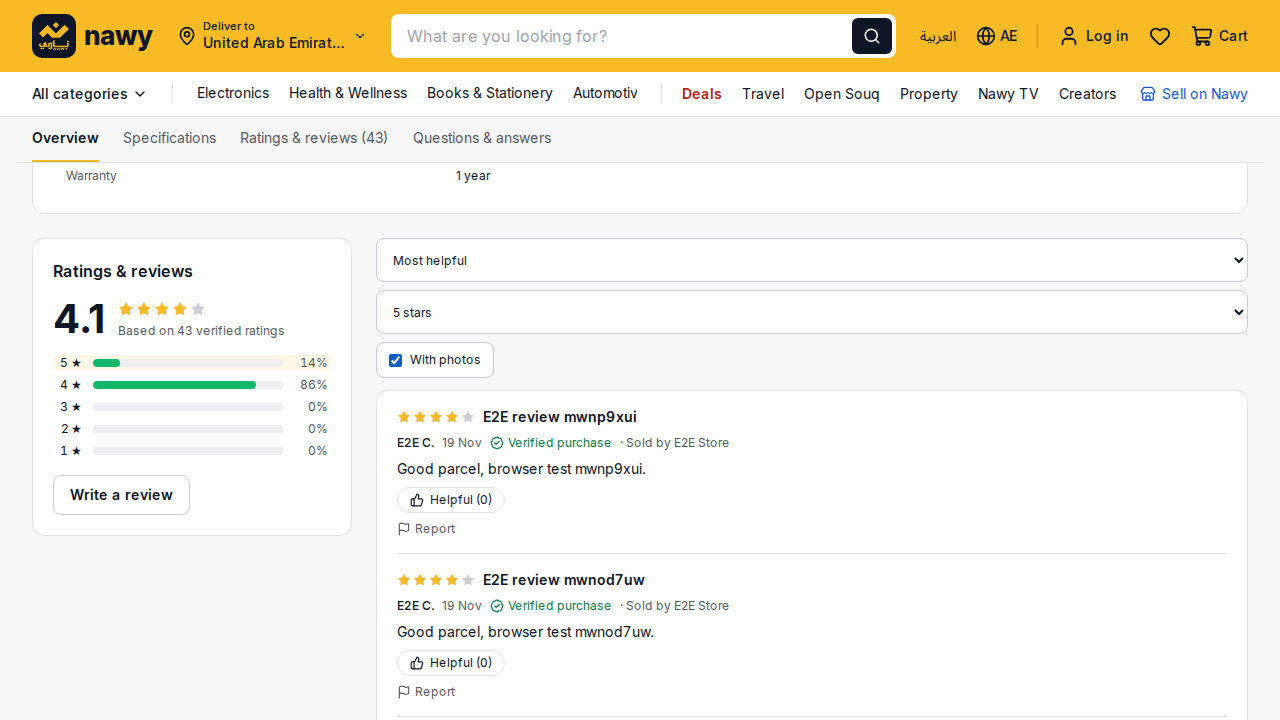 ناوي
nawy
Deliver to
United Arab Emirat...
What are you looking for?
العربية
AE
Log in
Cart
All categories
Electronics
Health & Wellness
Books & Stationery
Automotiv
Deals
Travel
Open Souq
Property
Nawy TV
Creators
Sell on Nawy
Overview
Specifications
Ratings & reviews (43)
Questions & answers
Warranty
1 year
Ratings & reviews
4.1
Based on 43 verified ratings
5 ★ 14%
4 ★ 86%
3 ★ 0%
2 ★ 0%
1 ★ 0%
Write a review
Most helpful
5 stars
With photos
E2E review mwnp9xui
E2E C. 19 Nov Verified purchase · Sold by E2E Store
Good parcel, browser test mwnp9xui.
Helpful (0)
Report
E2E review mwnod7uw
E2E C. 19 Nov Verified purchase · Sold by E2E Store
Good parcel, browser test mwnod7uw.
Helpful (0)
Report